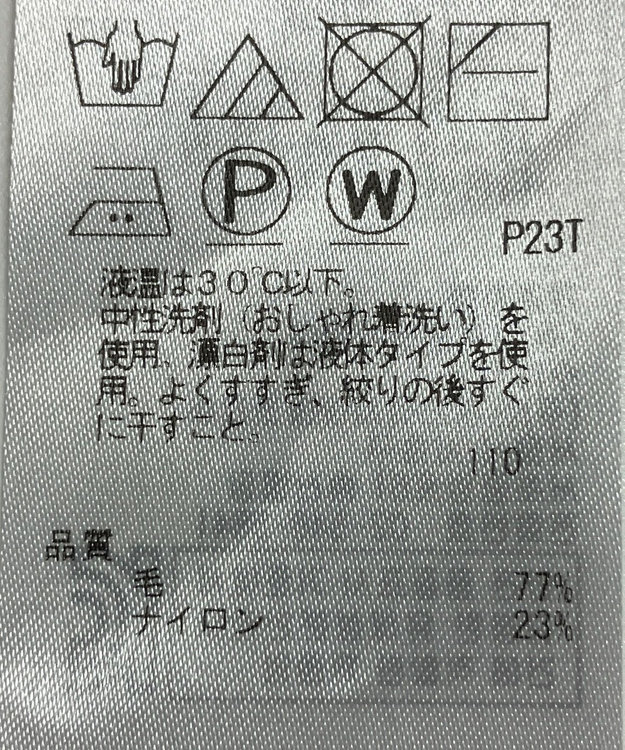 P
W
P23T
液温は30℃以下。
中性洗剤（おしゃれ着洗い）を
使用、漂白剤は液体タイプを使
用。よくすすぎ、絞りの後すぐ
に干すこと。
110
品質
毛 77%
ナイロン 23%